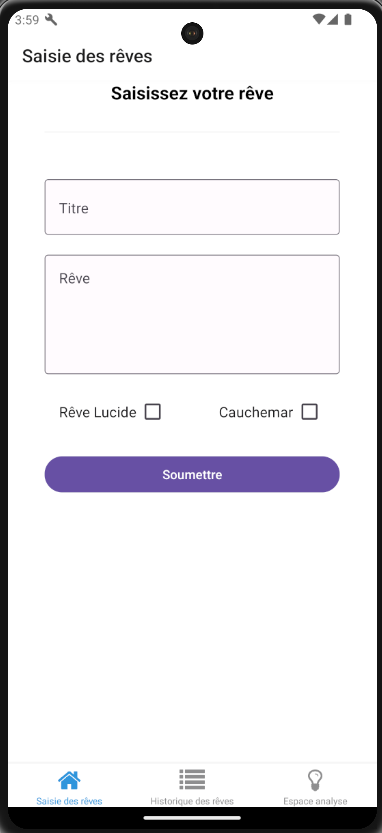 3:59
Saisie des rêves
Saisissez votre rêve
Titre
Rêve
Rêve Lucide
Cauchemar
Soumettre
Saisie des rêves
Historique des rêves
Espace analyse